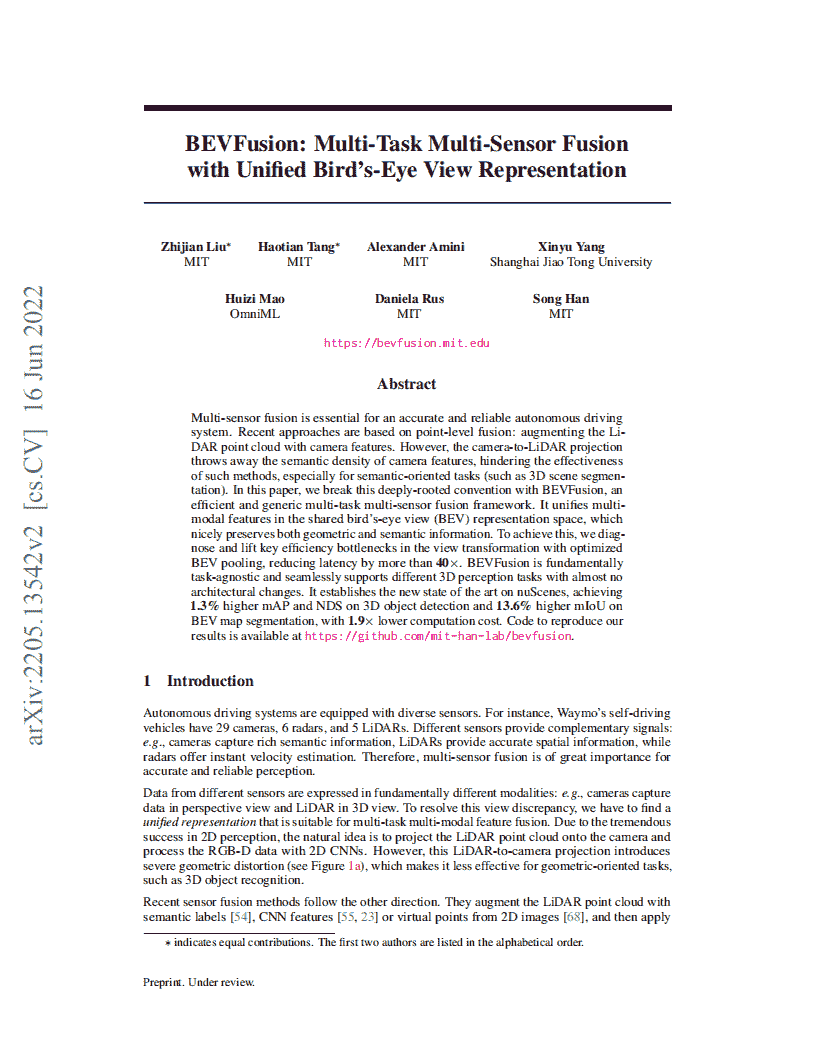 BEVFusion: Multi-Task Multi-Sensor Fusion
with Unified Bird's-Eye View Representation
Zhijian Liu* Haotian Tang* Alexander Amini Xinyu Yang
MIT MIT MIT Shanghai Jiao Tong University
Huizi Mao Daniela Rus Song Han
OmniML MIT MIT
https://bevfusion.mit.edu
Abstract
Multi-sensor fusion is essential for an accurate and reliable autonomous driving
system. Recent approaches are based on point-level fusion: augmenting the Li-
DAR point cloud with camera features. However, the camera-to-LiDAR projection
throws away the semantic density of camera features, hindering the effectiveness
of such methods, especially for semantic-oriented tasks (such as 3D scene segmen-
tation). In this paper, we break this deeply-rooted convention with BEVFusion, an
efficient and generic multi-task multi-sensor fusion framework. It unifies multi-
modal features in the shared bird's-eye view (BEV) representation space, which
nicely preserves both geometric and semantic information. To achieve this, we diag-
nose and lift key efficiency bottlenecks in the view transformation with optimized
BEV pooling, reducing latency by more than 40×. BEVFusion is fundamentally
task-agnostic and seamlessly supports different 3D perception tasks with almost no
architectural changes. It establishes the new state of the art on nuScenes, achieving
1.3% higher mAP and NDS on 3D object detection and 13.6% higher mIoU on
BEV map segmentation, with 1.9× lower computation cost. Code to reproduce our
results is available at https://github.com/mit-han-lab/bevfusion.
1 Introduction
Autonomous driving systems are equipped with diverse sensors. For instance, Waymo's self-driving
vehicles have 29 cameras, 6 radars, and 5 LiDARs. Different sensors provide complementary signals:
e.g., cameras capture rich semantic information, LiDARs provide accurate spatial information, while
radars offer instant velocity estimation. Therefore, multi-sensor fusion is of great importance for
accurate and reliable perception.
Data from different sensors are expressed in fundamentally different modalities: e.g., cameras capture
data in perspective view and LiDAR in 3D view. To resolve this view discrepancy, we have to find a
unified representation that is suitable for multi-task multi-modal feature fusion. Due to the tremendous
success in 2D perception, the natural idea is to project the LiDAR point cloud onto the camera and
process the RGB-D data with 2D CNNs. However, this LiDAR-to-camera projection introduces
severe geometric distortion (see Figure 1a), which makes it less effective for geometric-oriented tasks,
such as 3D object recognition.
Recent sensor fusion methods follow the other direction. They augment the LiDAR point cloud with
semantic labels [54], CNN features [55, 23] or virtual points from 2D images [68], and then apply
* indicates equal contributions. The first two authors are listed in the alphabetical order.
Preprint. Under review.
arXiv:2205.13542v2 [cs.CV] 16 Jun 2022